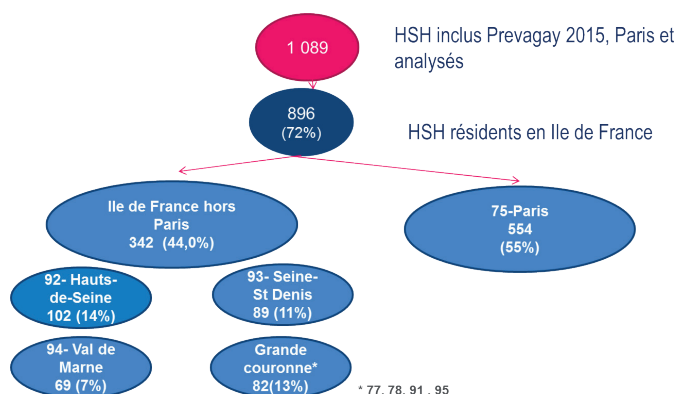 1 089
HSH inclus Prevagay 2015, Paris et
analysés
896
(72%)
HSH résidents en Ile de France
Ile de France hors
Paris
342 (44,0%)
75-Paris
554
(55%)
92- Hauts-
de-Seine
102 (14%)
93- Seine-
St Denis
89 (11%)
94- Val de
Marne
69 (7%)
Grande
couronne*
82(13%)
* 77, 78, 91 , 95